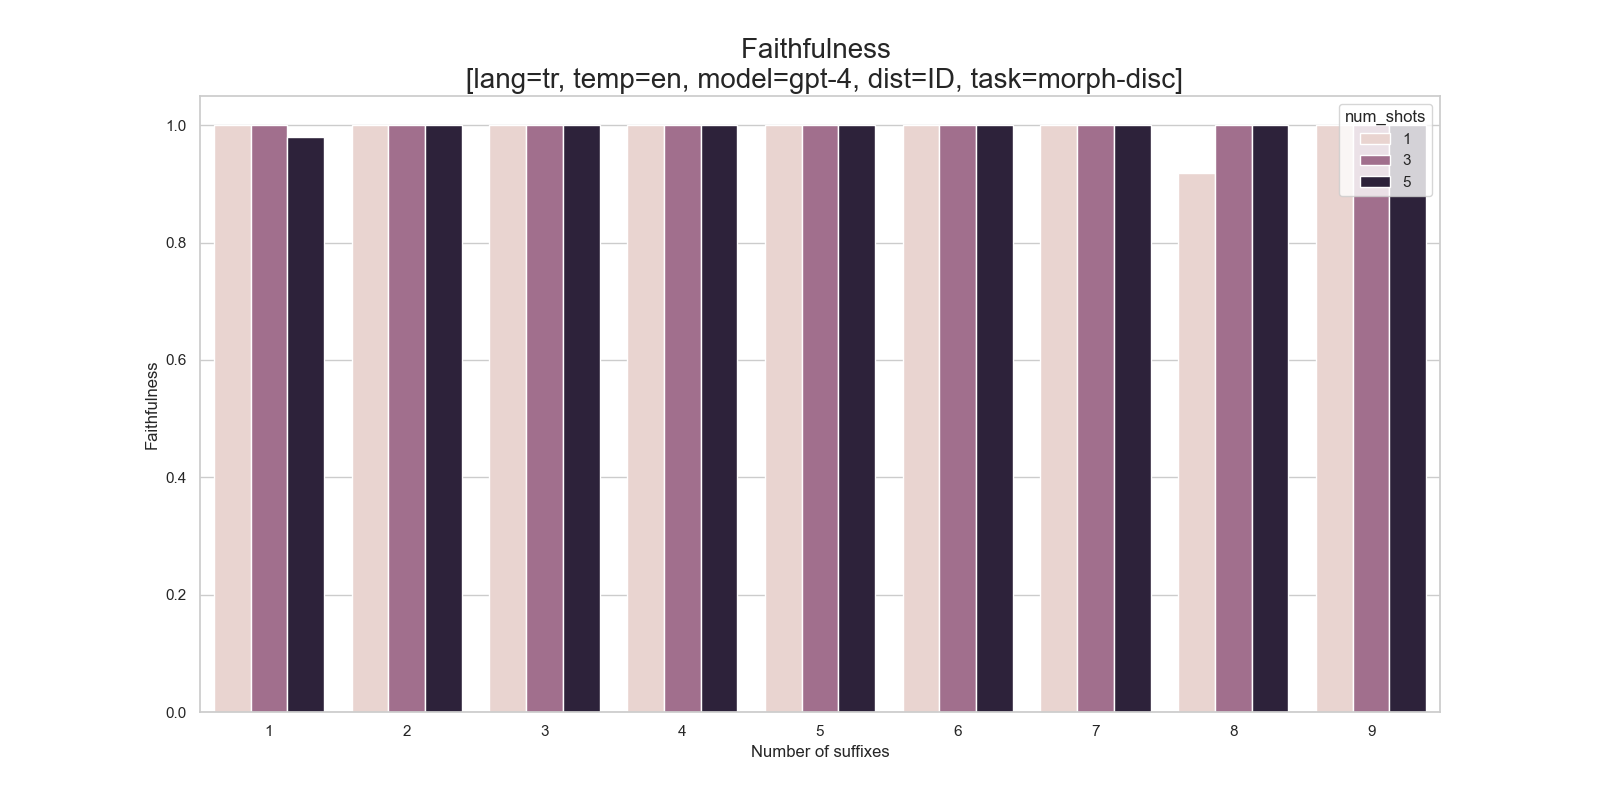 Faithfulness
[lang=tr, temp=en, model=gpt-4, dist=ID, task=morph-disc]
num_shots
1
3
5
1.0
0.8
0.6
0.4
0.2
0.0
Faithfulness
1 2 3 4 5 6 7 8 9
Number of suffixes